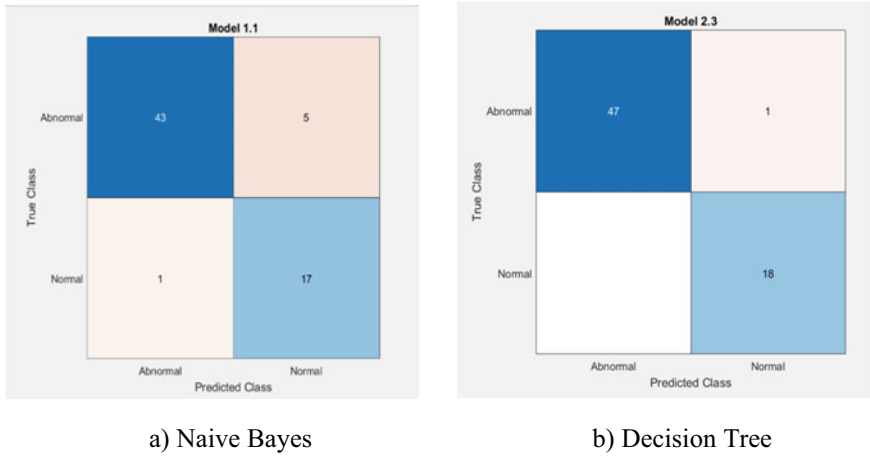 Model 1.1
Abnormal
43
5
True Class
Normal
1
17
Abnormal
Normal
Predicted Class
a) Naive Bayes
Model 2.3
Abnormal
47
1
True Class
Normal
18
Abnormal
Normal
Predicted Class
b) Decision Tree